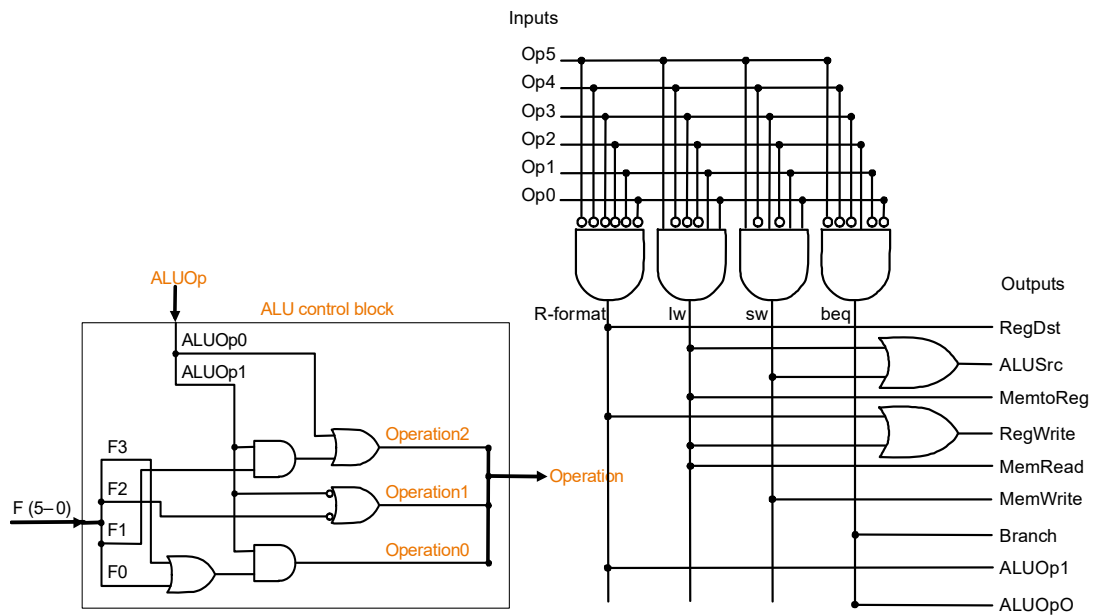 Inputs
Op5
Op4
Op3
Op2
Op1
Op0
R-format
lw
sw
beq
Outputs
RegDst
ALUSrc
MemtoReg
RegWrite
MemRead
MemWrite
Branch
ALUOp1
ALUOpO
ALUOp
ALU control block
ALUOp0
ALUOp1
F3
F2
F (5–0)
F1
F0
Operation2
Operation
Operation1
Operation0